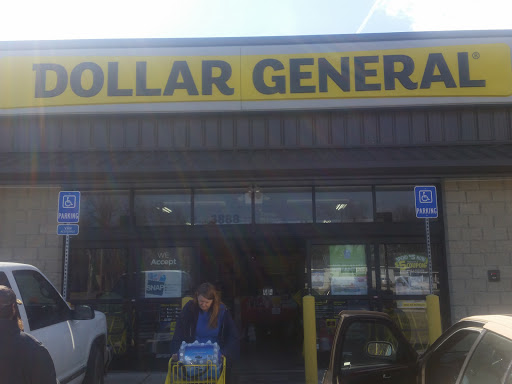 DOLLAR GENERAL®
3888
PARKING
PARKING
WE
Accept
SNAP